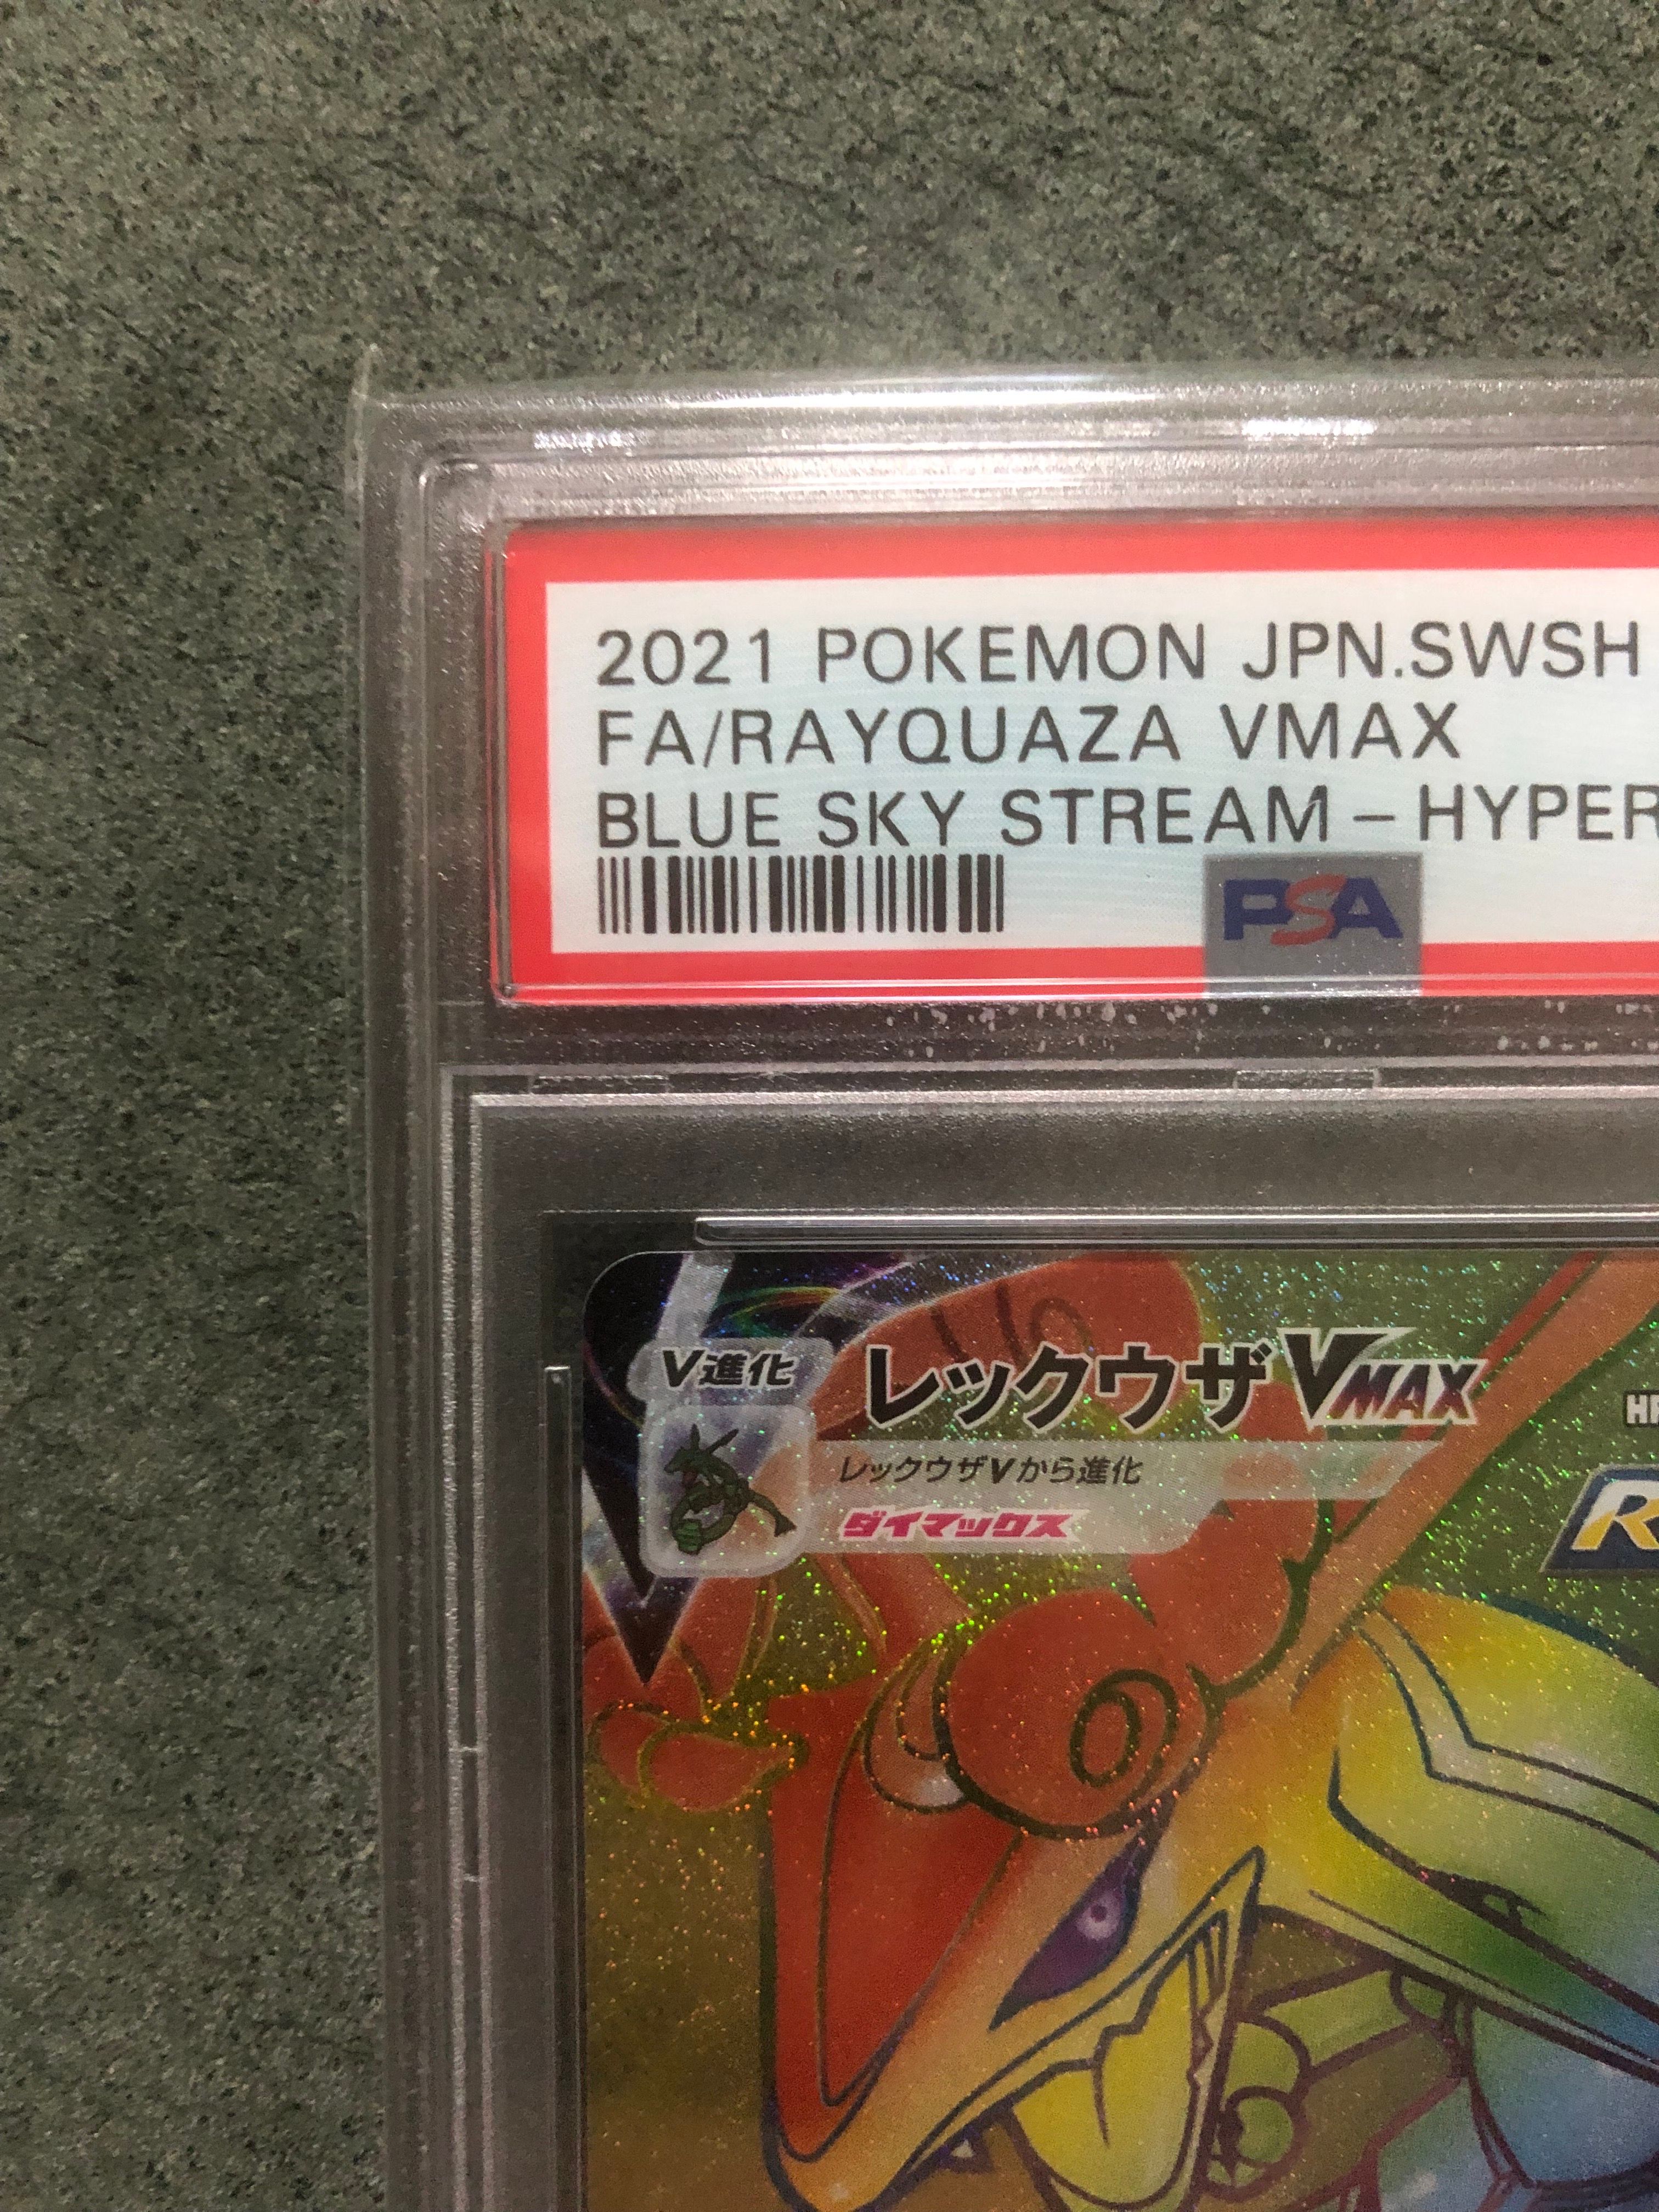 2021 POKEMON JPN.SWSH
FA/RAYQUAZA VMAX
BLUE SKY STREAM – HYPER
PSA
V進化
レックウザVMAX
レックウザVから進化
ダイマックス